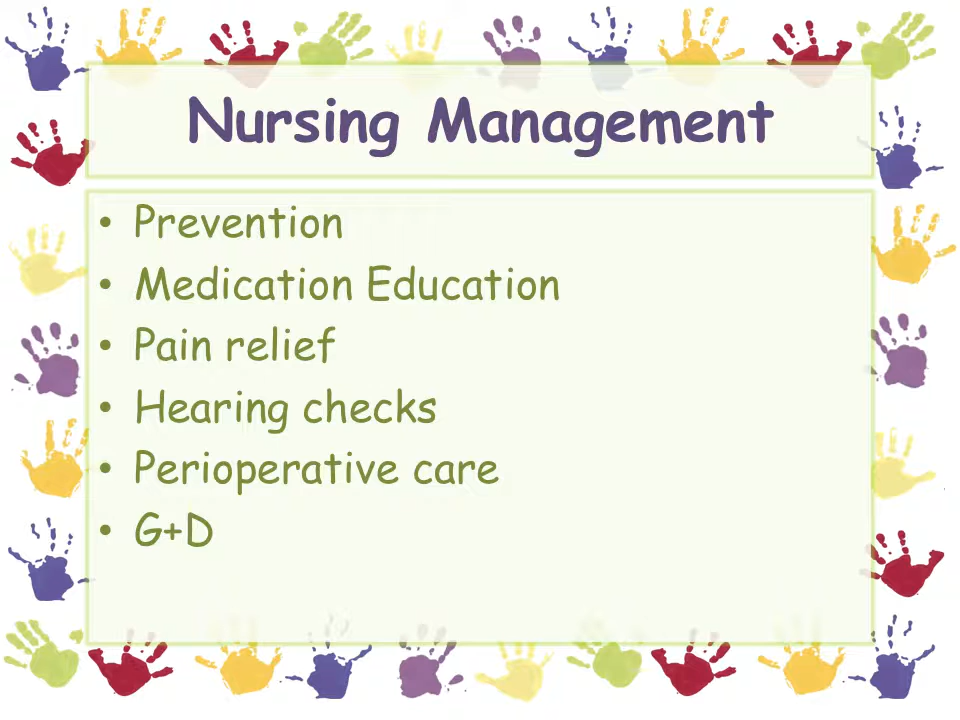 Nursing Management
• Prevention
• Medication Education
• Pain relief
• Hearing checks
• Perioperative care
• G+D